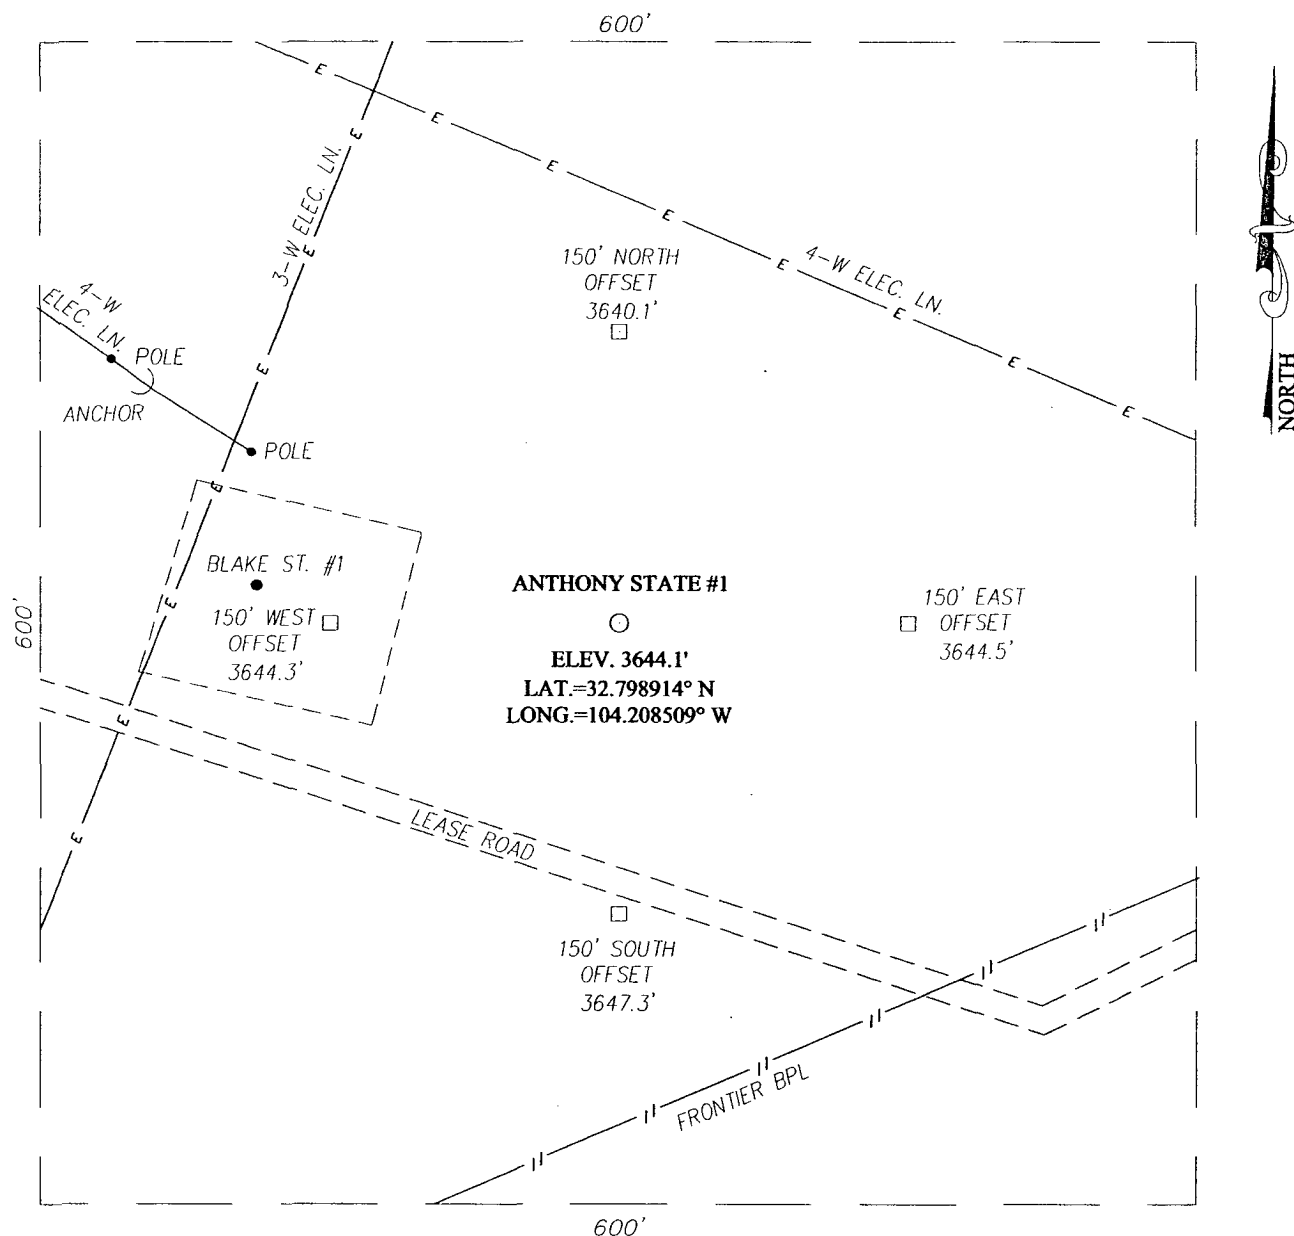 600'
E
E
E
E
E
E
E
E
4-W ELEC. LN.
3-W ELEC. LN.
E
E
E
E
E
E
E
150' NORTH
OFFSET
3640.1'
NORTH
4-W
ELEC. LN.
POLE
ANCHOR
POLE
BLAKE ST. #1
150' WEST
OFFSET
3644.3'
600'
ANTHONY STATE #1
ELEV. 3644.1'
LAT.=32.798914° N
LONG.=104.208509° W
150' EAST
OFFSET
3644.5'
LEASE ROAD
150' SOUTH
OFFSET
3647.3'
FRONTIER BPL
600'